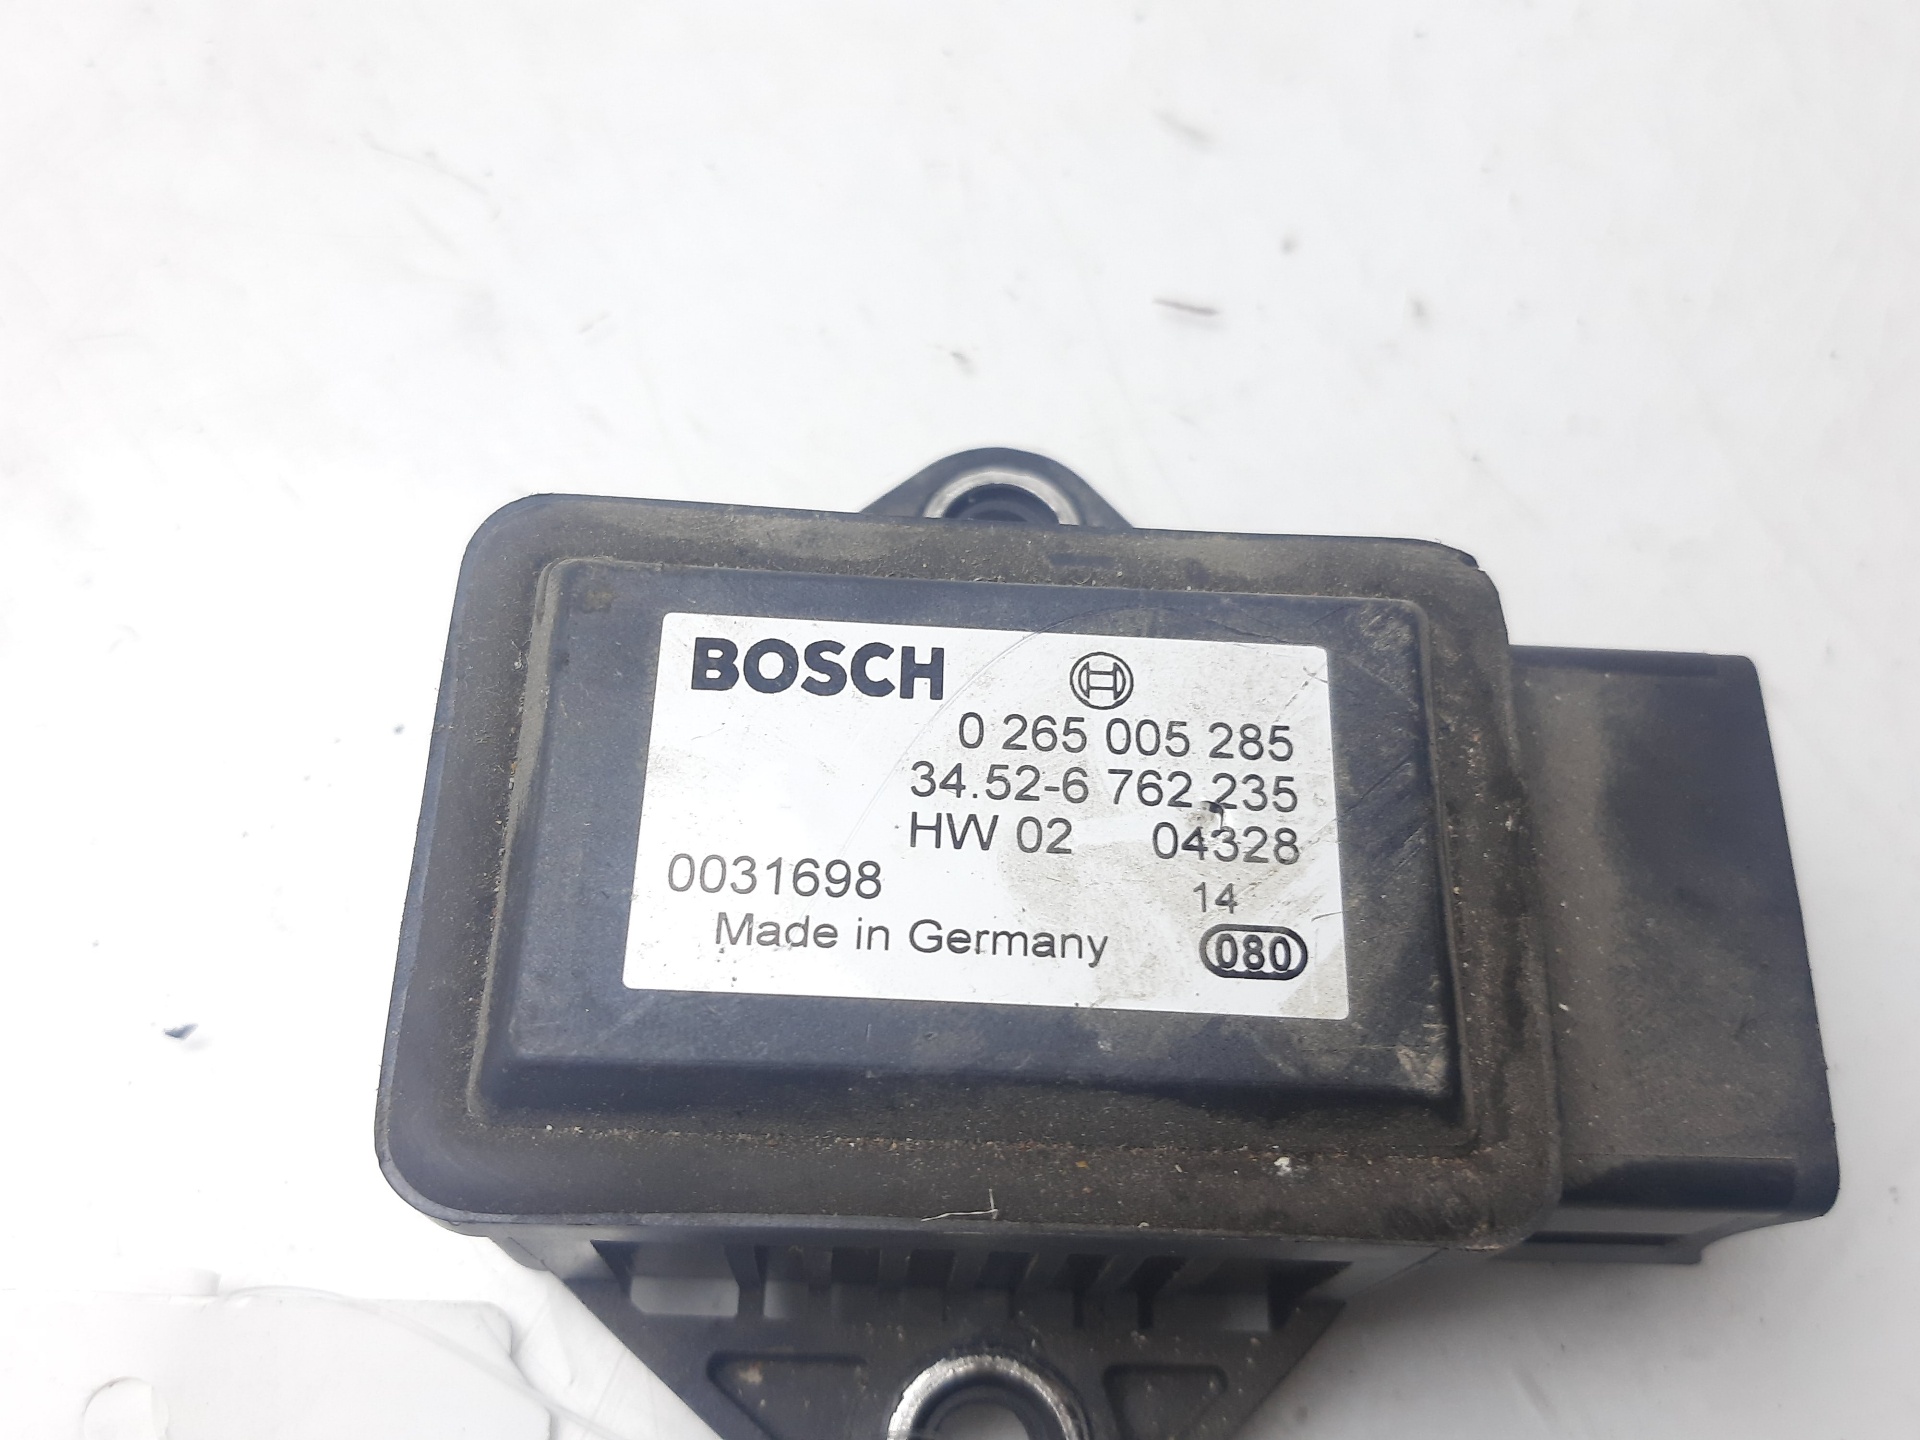 BOSCH
0 265 005 285
34.52-6 762 235
HW 02 04328
0031698 14
Made in Germany 080